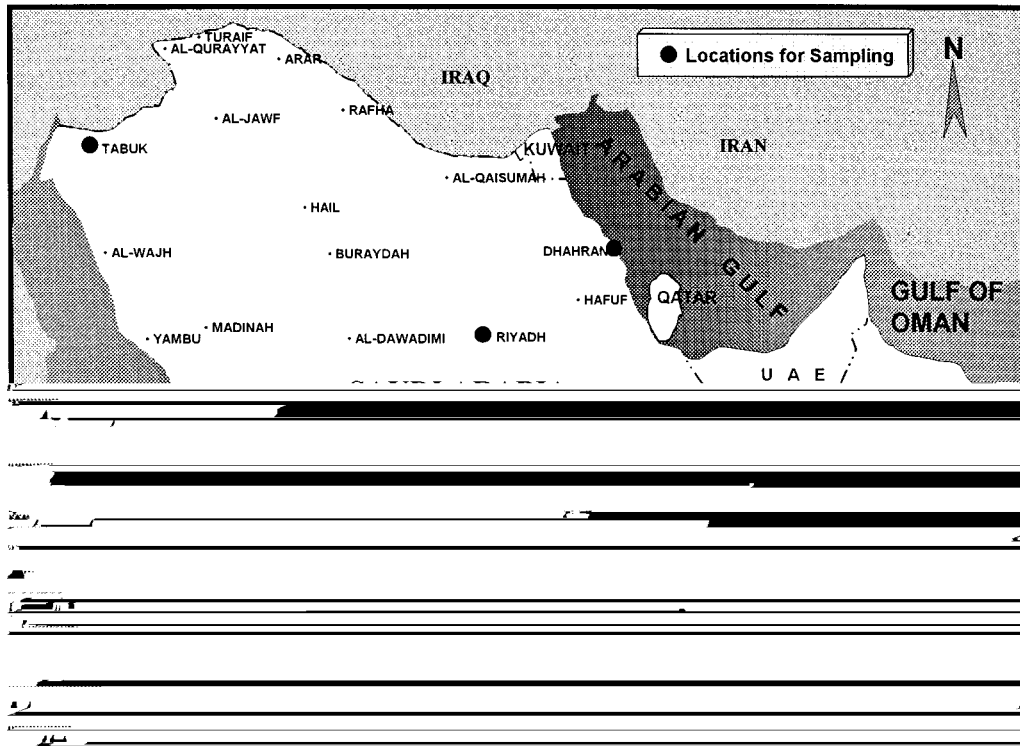 TURAIF
AL-QURAYYAT
ARAR
IRAQ
Locations for Sampling
N
RAFHA
AL-JAWF
TABUK
KUWAIT
IRAN
AL-QAISUMAH
ARABIAN GULF
HAIL
AL-WAJH
BURAYDAH
DHAHRAN
HAFUF
QATAR
GULF OF
OMAN
MADINAH
YAMBU
AL-DAWADIMI
RIYADH
UAE